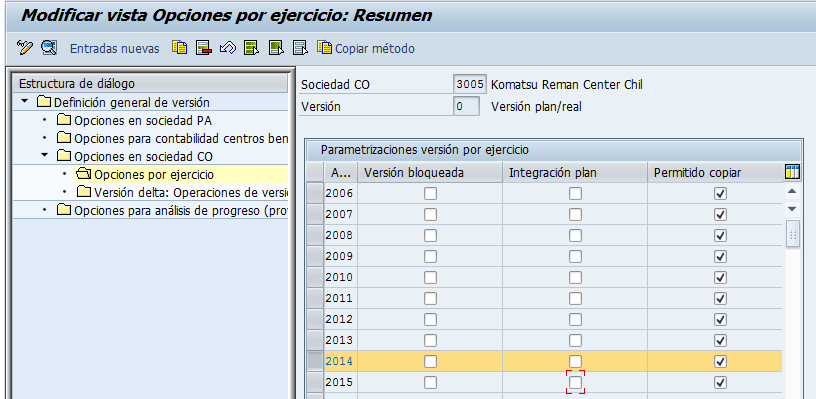 Modificar vista Opciones por ejercicio: Resumen
Entradas nuevas Copiar método
Estructura de diálogo
Definición general de versión
Opciones en sociedad PA
Opciones para contabilidad centros ben
Opciones en sociedad CO
Opciones por ejercicio
Versión delta: Operaciones de versi
Opciones para análisis de progreso (pro
Sociedad CO 3005 Komatsu Reman Center Chil
Versión 0 Versión plan/real
Parametrizaciones versión por ejercicio
A... Versión bloqueada Integración plan Permitido copiar
2006
2007
2008
2009
2010
2011
2012
2013
2014
2015